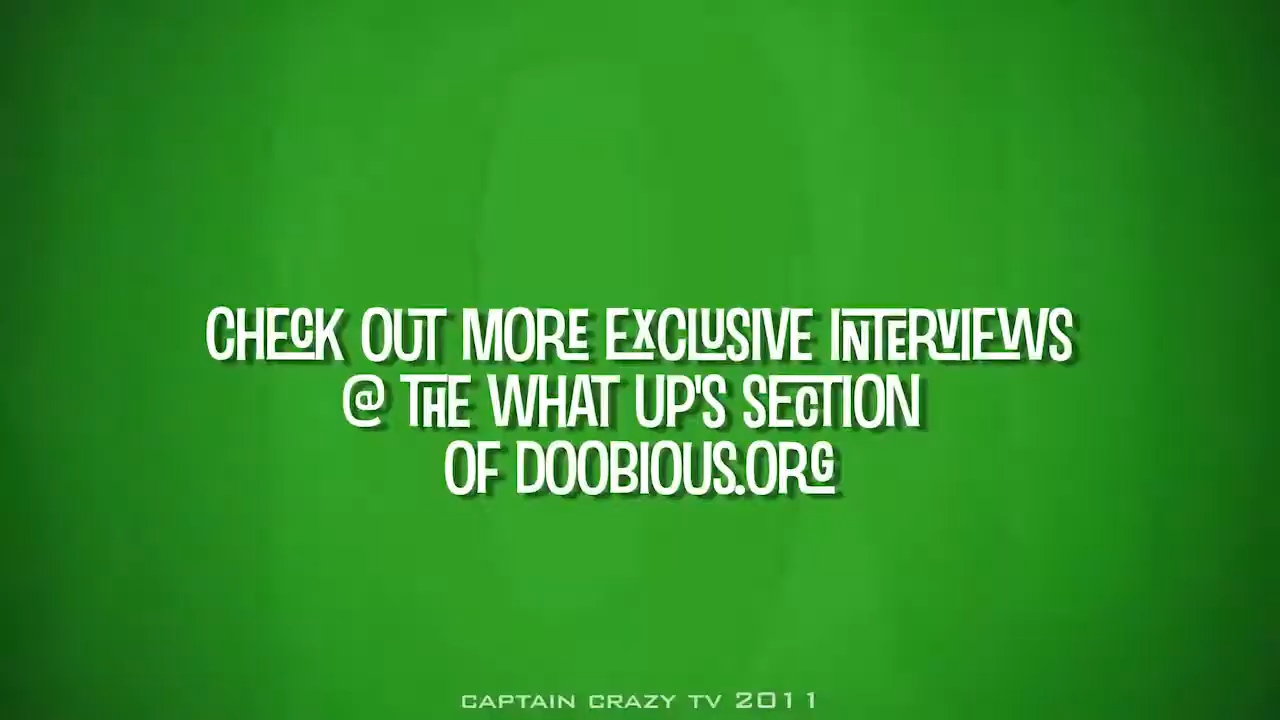 CHECK OUT MORE EXCLUSIVE INTERVIEWS
@ THE WHAT UP'S SECTION
OF DOOBIOUS.ORG
CAPTAIN CRAZY TV 2011